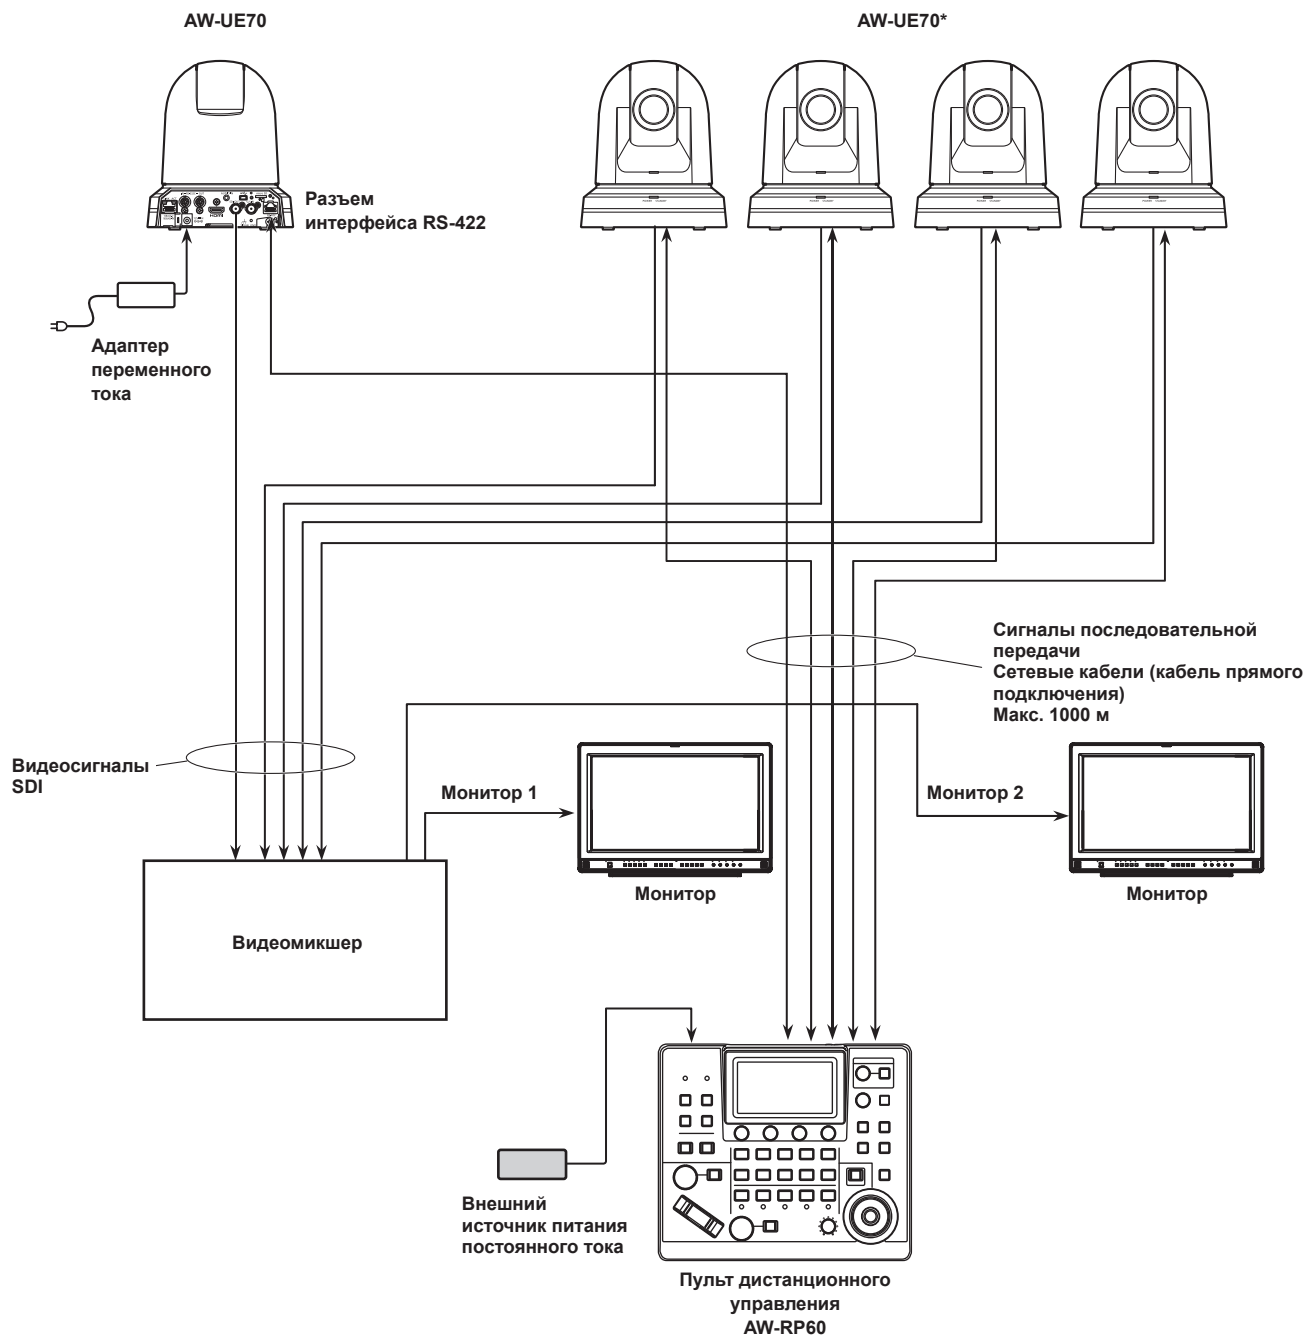 AW-UE70
AW-UE70*
Разъем
интерфейса RS-422
Адаптер
переменного
тока
Сигналы последовательной
передачи
Сетевые кабели (кабель прямого
подключения)
Макс. 1000 м
Видеосигналы
SDI
Монитор 1
Монитор 2
Монитор
Монитор
Видеомикшер
Внешний
источник питания
постоянного тока
Пульт дистанционного
управления
AW-RP60